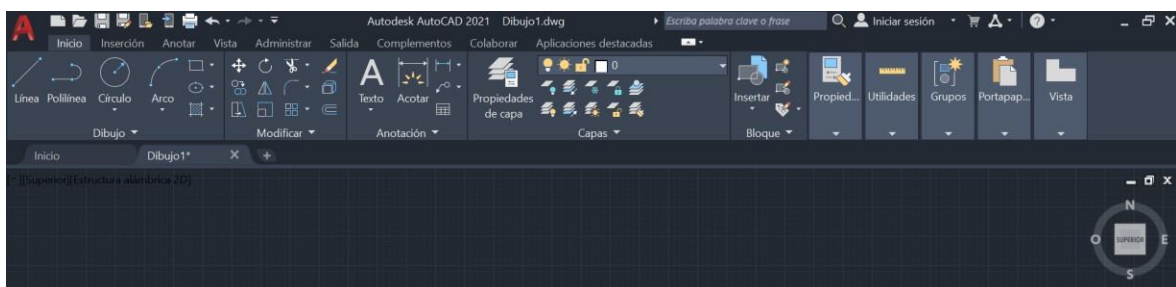 Autodesk AutoCAD 2021 Dibujo1.dwg Escriba palabra clave o frase Iniciar sesión
Inicio Inserción Anotar Vista Administrar Salida Complementos Colaborar Aplicaciones destacadas
0
Línea Polilínea Círculo Arco Texto Acotar Propiedades de capa Insertar Propied... Utilidades Grupos Portapap... Vista
Dibujo Modificar Anotación Capas Bloque
Inicio Dibujo1*
[-][Superior][Estructura alámbrica 2D]
N
O SUPERIOR E
S